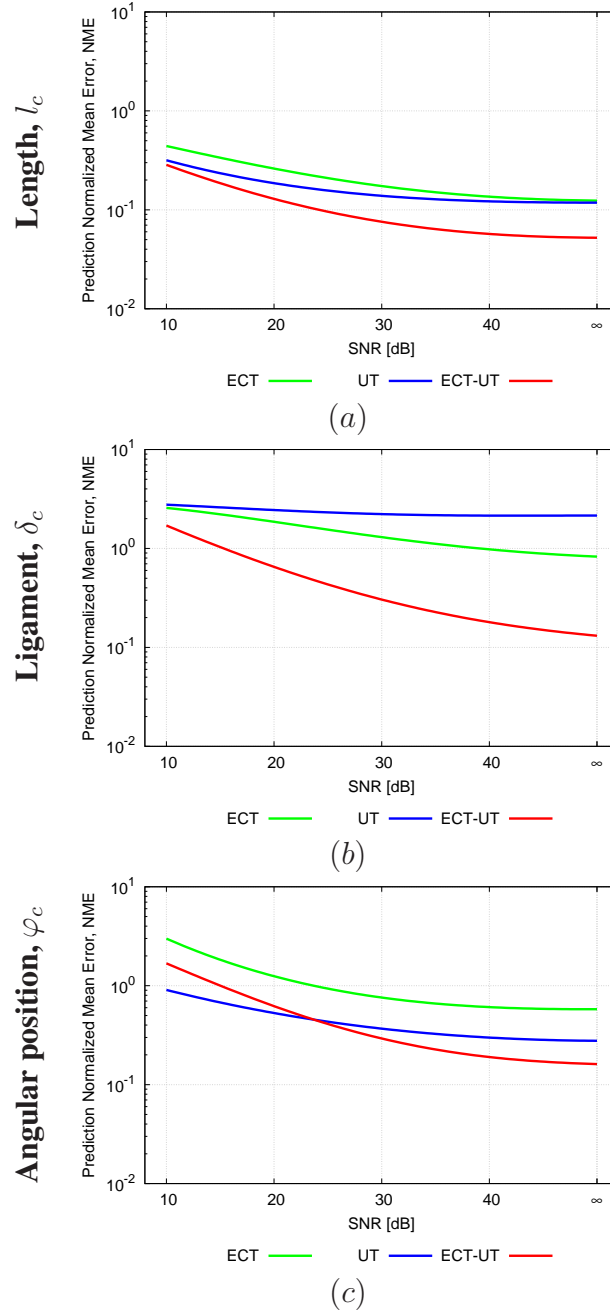 Length, l_c
Prediction Normalized Mean Error, NME
10^1
10^0
10^-1
10^-2
10 20 30 40 ∞
SNR [dB]
ECT UT ECT-UT
(a)
Ligament, δ_c
Prediction Normalized Mean Error, NME
10^1
10^0
10^-1
10^-2
10 20 30 40 ∞
SNR [dB]
ECT UT ECT-UT
(b)
Angular position, φ_c
Prediction Normalized Mean Error, NME
10^1
10^0
10^-1
10^-2
10 20 30 40 ∞
SNR [dB]
ECT UT ECT-UT
(c)